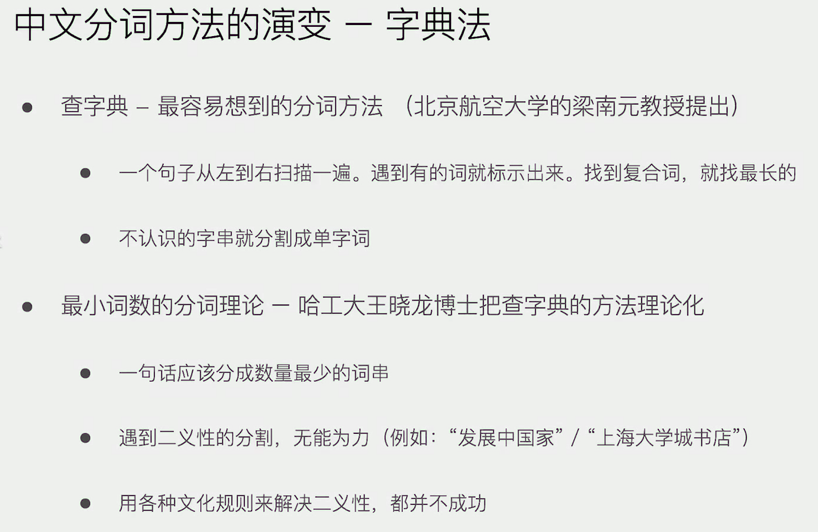 中文分词方法的演变 － 字典法
查字典 – 最容易想到的分词方法 （北京航空大学的梁南元教授提出）
一个句子从左到右扫描一遍。遇到有的词就标示出来。找到复合词，就找最长的
不认识的字串就分割成单字词
最小词数的分词理论 － 哈工大王晓龙博士把查字典的方法理论化
一句话应该分成数量最少的词串
遇到二义性的分割，无能为力（例如：“发展中国家” / “上海大学城书店”）
用各种文化规则来解决二义性，都并不成功